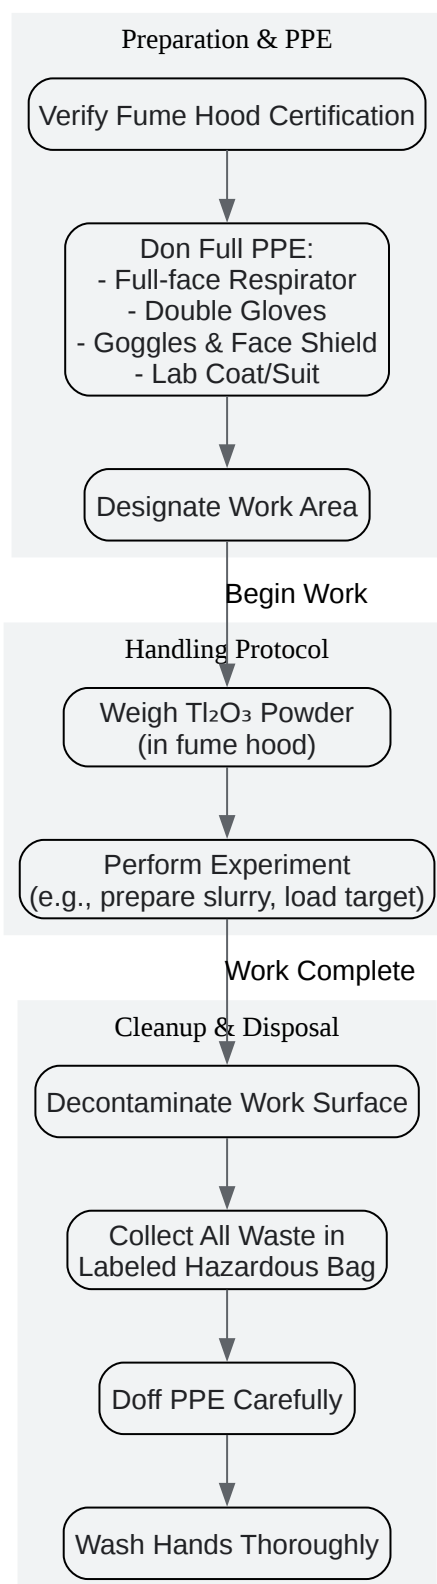 Preparation & PPE
Verify Fume Hood Certification
Don Full PPE:
- Full-face Respirator
- Double Gloves
- Goggles & Face Shield
- Lab Coat/Suit
Designate Work Area
Begin Work
Handling Protocol
Weigh Tl₂O₃ Powder
(in fume hood)
Perform Experiment
(e.g., prepare slurry, load target)
Work Complete
Cleanup & Disposal
Decontaminate Work Surface
Collect All Waste in
Labeled Hazardous Bag
Doff PPE Carefully
Wash Hands Thoroughly